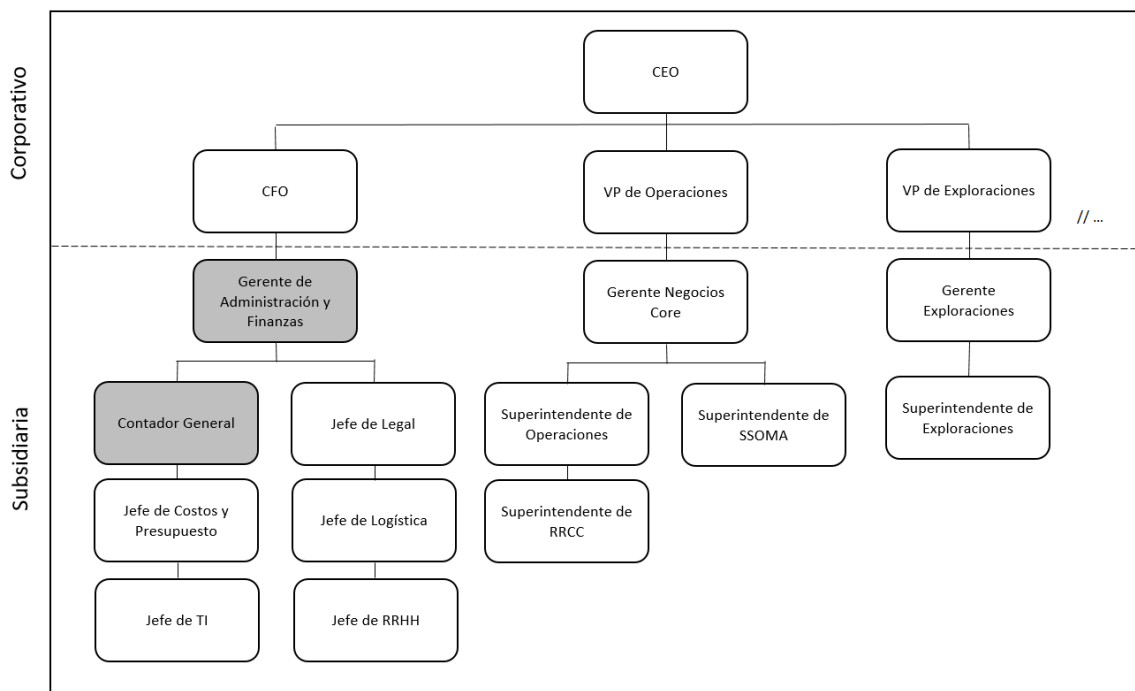 Corporativo
CEO
CFO
VP de Operaciones
VP de Exploraciones
// ...
Subsidiaria
Gerente de
Administración y
Finanzas
Gerente Negocios
Core
Gerente
Exploraciones
Contador General
Jefe de Legal
Superintendente de
Operaciones
Superintendente de
SSOMA
Superintendente de
Exploraciones
Jefe de Costos y
Presupuesto
Jefe de Logística
Superintendente de
RRCC
Jefe de TI
Jefe de RRHH